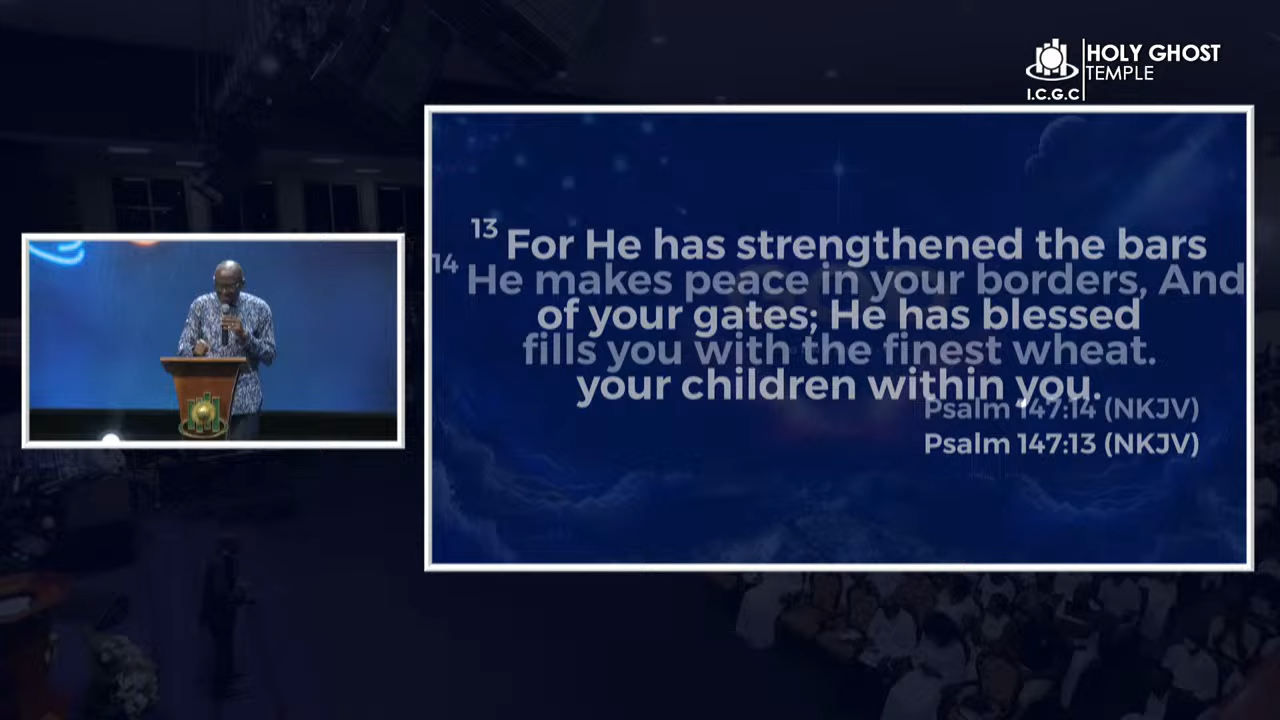 HOLY GHOST
TEMPLE
I.C.G.C
13 For He has strengthened the bars
of your gates; He has blessed
your children within you.
Psalm 147:13 (NKJV)
14 He makes peace in your borders, And
fills you with the finest wheat.
Psalm 147:14 (NKJV)